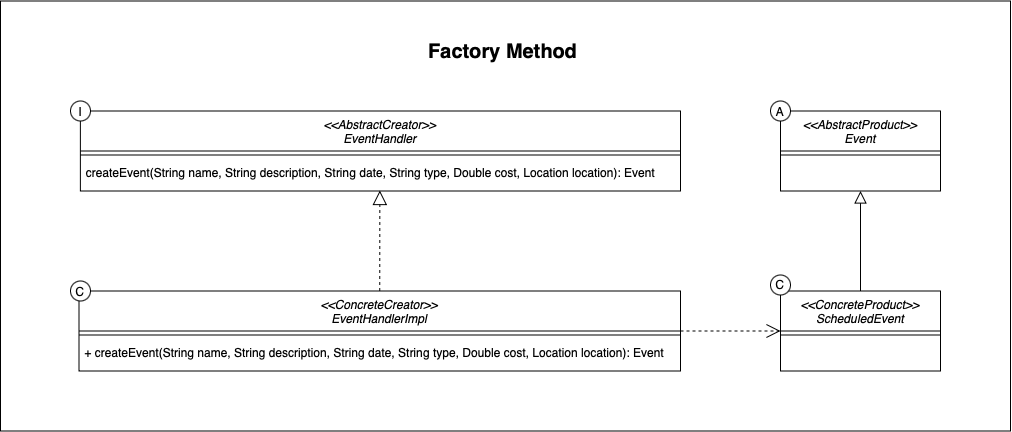 Factory Method
I
<<AbstractCreator>>
EventHandler
createEvent(String name, String description, String date, String type, Double cost, Location location): Event
A
<<AbstractProduct>>
Event
C
<<ConcreteCreator>>
EventHandlerImpl
+ createEvent(String name, String description, String date, String type, Double cost, Location location): Event
C
<<ConcreteProduct>>
ScheduledEvent